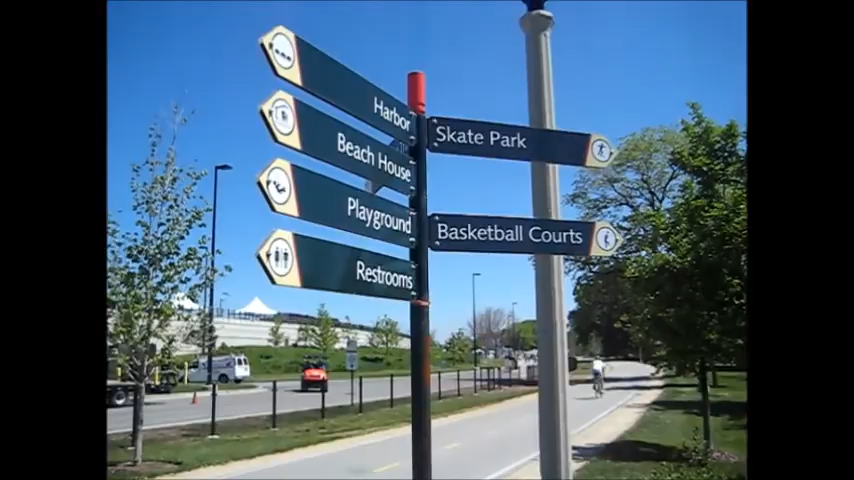 Harbor
Beach House
Playground
Restrooms
Skate Park
Basketball Courts